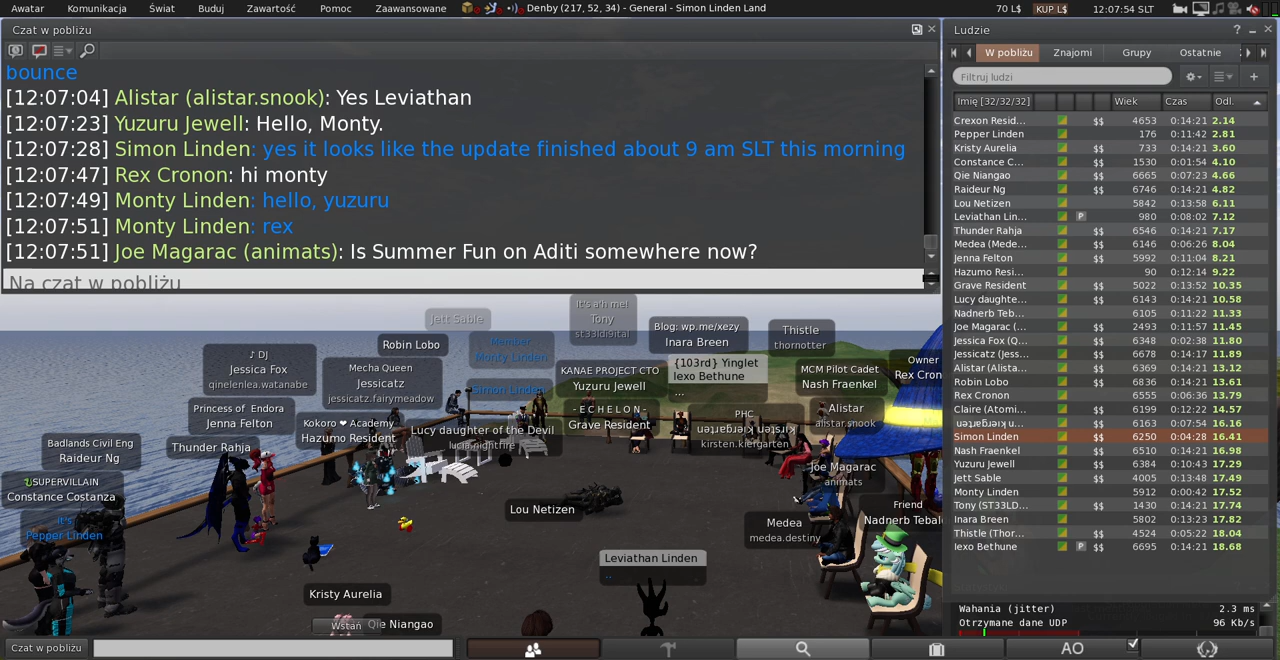 Awatar Komunikacja Świat Buduj Zawartość Pomoc Zaawansowane Denby (217, 52, 34) - General - Simon Linden Land 70 L$ KUP L$ 12:07:54 SLT
Czat w pobliżu
bounce
[12:07:04] Alistar (alistar.snook): Yes Leviathan
[12:07:23] Yuzuru Jewell: Hello, Monty.
[12:07:28] Simon Linden: yes it looks like the update finished about 9 am SLT this morning
[12:07:47] Rex Cronon: hi monty
[12:07:49] Monty Linden: hello, yuzuru
[12:07:51] Monty Linden: rex
[12:07:51] Joe Magarac (animats): Is Summer Fun on Aditi somewhere now?
Na czat w pobliżu
It's a'h me!
Tony
st33ldi9ital
Jett Sable
Robin Lobo
Member
Monty Linden
Blog: wp.me/xezy
Inara Breen
Thistle
thornotter
♪ DJ
Jessica Fox
qinelenlea.watanabe
Mecha Queen
Jessicatz
jessicatz.fairymeadow
Simon Linden
KANAE PROJECT CTO
Yuzuru Jewell
{103rd} Yinglet
Iexo Bethune
...
MCM Pilot Cadet
Nash Fraenkel
Owner
Rex Cron
Princess of Endora
Jenna Felton
Kokoro ❤ Academy
Hazumo Resident
Lucy daughter of the Devil
lucia.nightfire
- E C H E L O N -
Grave Resident
PHC
kirsten.kiergarten
Alistar
alistar.snook
Badlands Civil Eng
Raideur Ng
Thunder Rahja
SUPERVILLAIN
Constance Costanza
Joe Magarac
animats
It's
Pepper Linden
Lou Netizen
Medea
medea.destiny
Friend
Nadnerb Tebal
Leviathan Linden
..
Kristy Aurelia
Wstań
Qie Niangao
Czat w pobliżu
AO
Ludzie
W pobliżu Znajomi Grupy Ostatnie
Filtruj ludzi
Imię [32/32/32] Wiek Czas Odl.
Crexon Resid... $$ 4653 0:14:21 2.14
Pepper Linden 176 0:11:42 2.81
Kristy Aurelia $$ 733 0:14:21 3.60
Constance C... $$ 1530 0:01:54 4.10
Qie Niangao $$ 6665 0:07:23 4.66
Raideur Ng $$ 6746 0:14:21 4.82
Lou Netizen 5842 0:13:58 6.11
Leviathan Lin... P 980 0:08:02 7.12
Thunder Rahja $$ 6546 0:14:21 7.17
Medea (Mede... $$ 6146 0:06:26 8.04
Jenna Felton $$ 5992 0:11:04 8.21
Hazumo Resi... 90 0:12:14 9.22
Grave Resident $$ 5022 0:13:52 10.35
Lucy daughte... $$ 6143 0:14:21 10.58
Nadnerb Teb... 6105 0:11:22 11.33
Joe Magarac (... $$ 2493 0:11:57 11.45
Jessica Fox (Q... $$ 6348 0:02:38 11.80
Jessicatz (Jess... $$ 6678 0:14:17 11.89
Alistar (Alista... $$ 6369 0:14:21 13.12
Robin Lobo $$ 6836 0:14:21 13.61
Rex Cronon $$ 6555 0:06:36 13.79
Claire (Atomi... $$ 6199 0:12:22 14.57
$$ 6163 0:07:54 16.16
Simon Linden $$ 6250 0:04:28 16.41
Nash Fraenkel $$ 6510 0:14:21 16.98
Yuzuru Jewell $$ 6384 0:10:43 17.29
Jett Sable $$ 4005 0:13:48 17.49
Monty Linden 5912 0:00:42 17.52
Tony (ST33LD... $$ 1430 0:14:21 17.74
Inara Breen 5802 0:13:23 17.82
Thistle (Thor... $$ 4524 0:05:22 18.04
Iexo Bethune P $$ 6695 0:14:21 18.68
Wahania (jitter) 2.3 ms
Otrzymane dane UDP 96 Kb/s